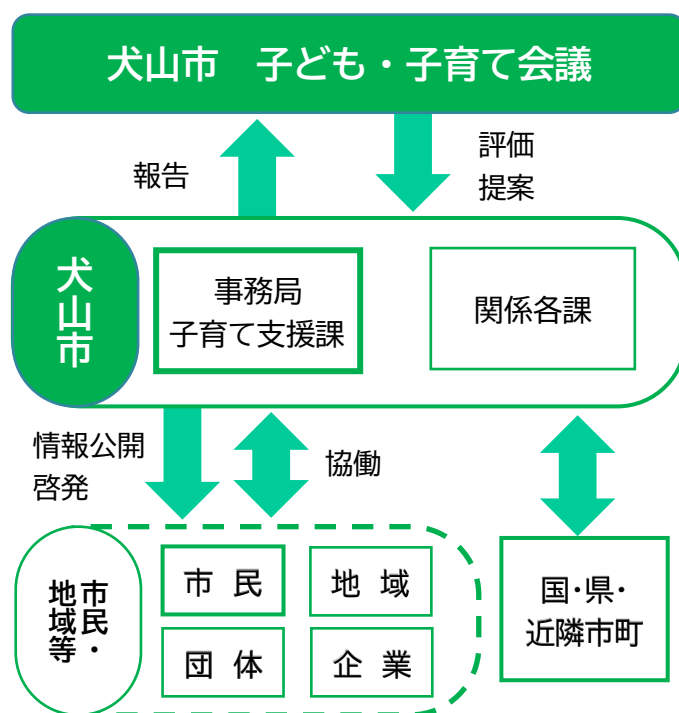 犬山市　子ども・子育て会議
報告
評価
提案
犬山市
事務局
子育て支援課
関係各課
情報公開
啓発
協働
市民・
地域等
市 民
地 域
団 体
企 業
国・県・
近隣市町